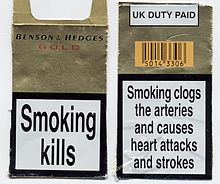 BENSON & HEDGES
GOLD
Smoking
kills
UK DUTY PAID
5014 3306
Smoking clogs
the arteries
and causes
heart attacks
and strokes